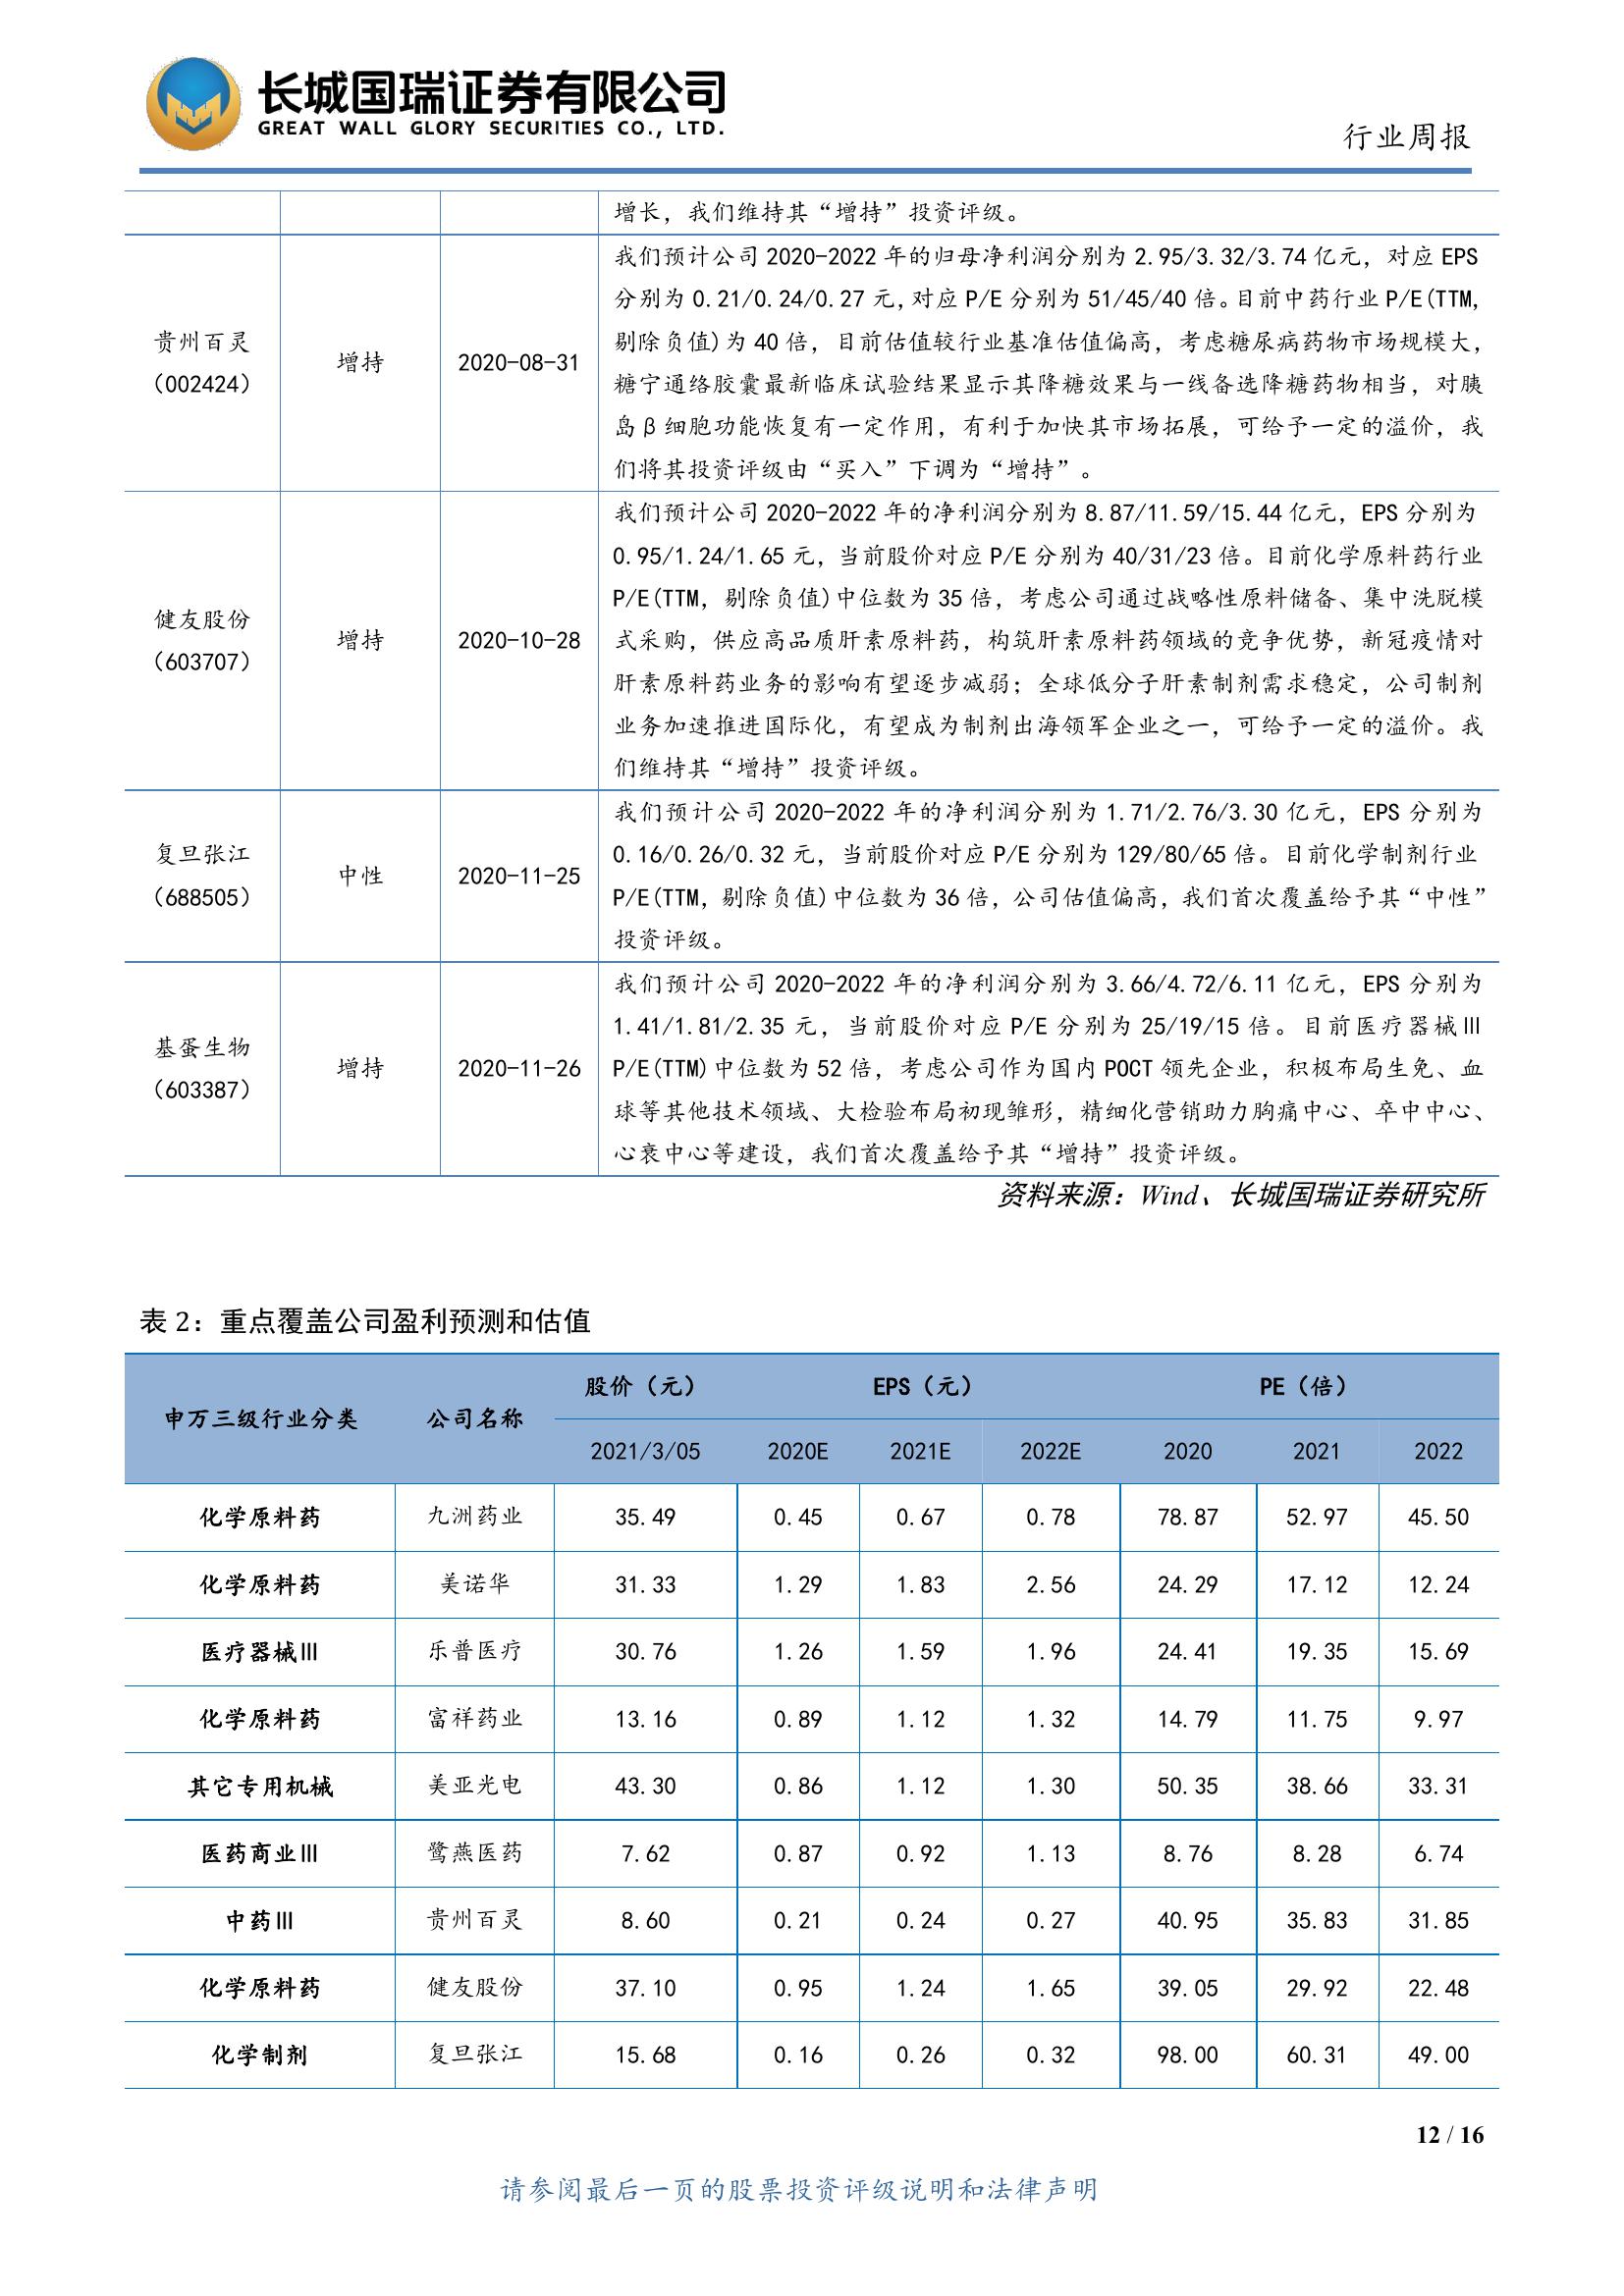 长城国瑞证券有限公司
GREAT WALL GLORY SECURITIES CO., LTD.
行业周报
增长，我们维持其“增持”投资评级。
贵州百灵
（002424）
增持
2020-08-31
我们预计公司 2020-2022 年的归母净利润分别为 2.95/3.32/3.74 亿元，对应 EPS
分别为 0.21/0.24/0.27 元，对应 P/E 分别为 51/45/40 倍。目前中药行业 P/E(TTM,
剔除负值)为 40 倍，目前估值较行业基准估值偏高，考虑糖尿病药物市场规模大，
糖宁通络胶囊最新临床试验结果显示其降糖效果与一线备选降糖药物相当，对胰
岛β细胞功能恢复有一定作用，有利于加快其市场拓展，可给予一定的溢价，我
们将其投资评级由“买入”下调为“增持”。
健友股份
（603707）
增持
2020-10-28
我们预计公司 2020-2022 年的净利润分别为 8.87/11.59/15.44 亿元，EPS 分别为
0.95/1.24/1.65 元，当前股价对应 P/E 分别为 40/31/23 倍。目前化学原料药行业
P/E(TTM，剔除负值)中位数为 35 倍，考虑公司通过战略性原料储备、集中洗脱模
式采购，供应高品质肝素原料药，构筑肝素原料药领域的竞争优势，新冠疫情对
肝素原料药业务的影响有望逐步减弱；全球低分子肝素制剂需求稳定，公司制剂
业务加速推进国际化，有望成为制剂出海领军企业之一，可给予一定的溢价。我
们维持其“增持”投资评级。
复旦张江
（688505）
中性
2020-11-25
我们预计公司 2020-2022 年的净利润分别为 1.71/2.76/3.30 亿元，EPS 分别为
0.16/0.26/0.32 元，当前股价对应 P/E 分别为 129/80/65 倍。目前化学制剂行业
P/E(TTM，剔除负值)中位数为 36 倍，公司估值偏高，我们首次覆盖给予其“中性”
投资评级。
基蛋生物
（603387）
增持
2020-11-26
我们预计公司 2020-2022 年的净利润分别为 3.66/4.72/6.11 亿元，EPS 分别为
1.41/1.81/2.35 元，当前股价对应 P/E 分别为 25/19/15 倍。目前医疗器械Ⅲ
P/E(TTM)中位数为 52 倍，考虑公司作为国内 POCT 领先企业，积极布局生免、血
球等其他技术领域、大检验布局初现雏形，精细化营销助力胸痛中心、卒中中心、
心衰中心等建设，我们首次覆盖给予其“增持”投资评级。
资料来源：Wind、长城国瑞证券研究所
表 2：重点覆盖公司盈利预测和估值
申万三级行业分类 公司名称 股价（元） EPS（元） PE（倍）
2021/3/05 2020E 2021E 2022E 2020 2021 2022
化学原料药 九洲药业 35.49 0.45 0.67 0.78 78.87 52.97 45.50
化学原料药 美诺华 31.33 1.29 1.83 2.56 24.29 17.12 12.24
医疗器械Ⅲ 乐普医疗 30.76 1.26 1.59 1.96 24.41 19.35 15.69
化学原料药 富祥药业 13.16 0.89 1.12 1.32 14.79 11.75 9.97
其它专用机械 美亚光电 43.30 0.86 1.12 1.30 50.35 38.66 33.31
医药商业Ⅲ 鹭燕医药 7.62 0.87 0.92 1.13 8.76 8.28 6.74
中药Ⅲ 贵州百灵 8.60 0.21 0.24 0.27 40.95 35.83 31.85
化学原料药 健友股份 37.10 0.95 1.24 1.65 39.05 29.92 22.48
化学制剂 复旦张江 15.68 0.16 0.26 0.32 98.00 60.31 49.00
12 / 16
请参阅最后一页的股票投资评级说明和法律声明